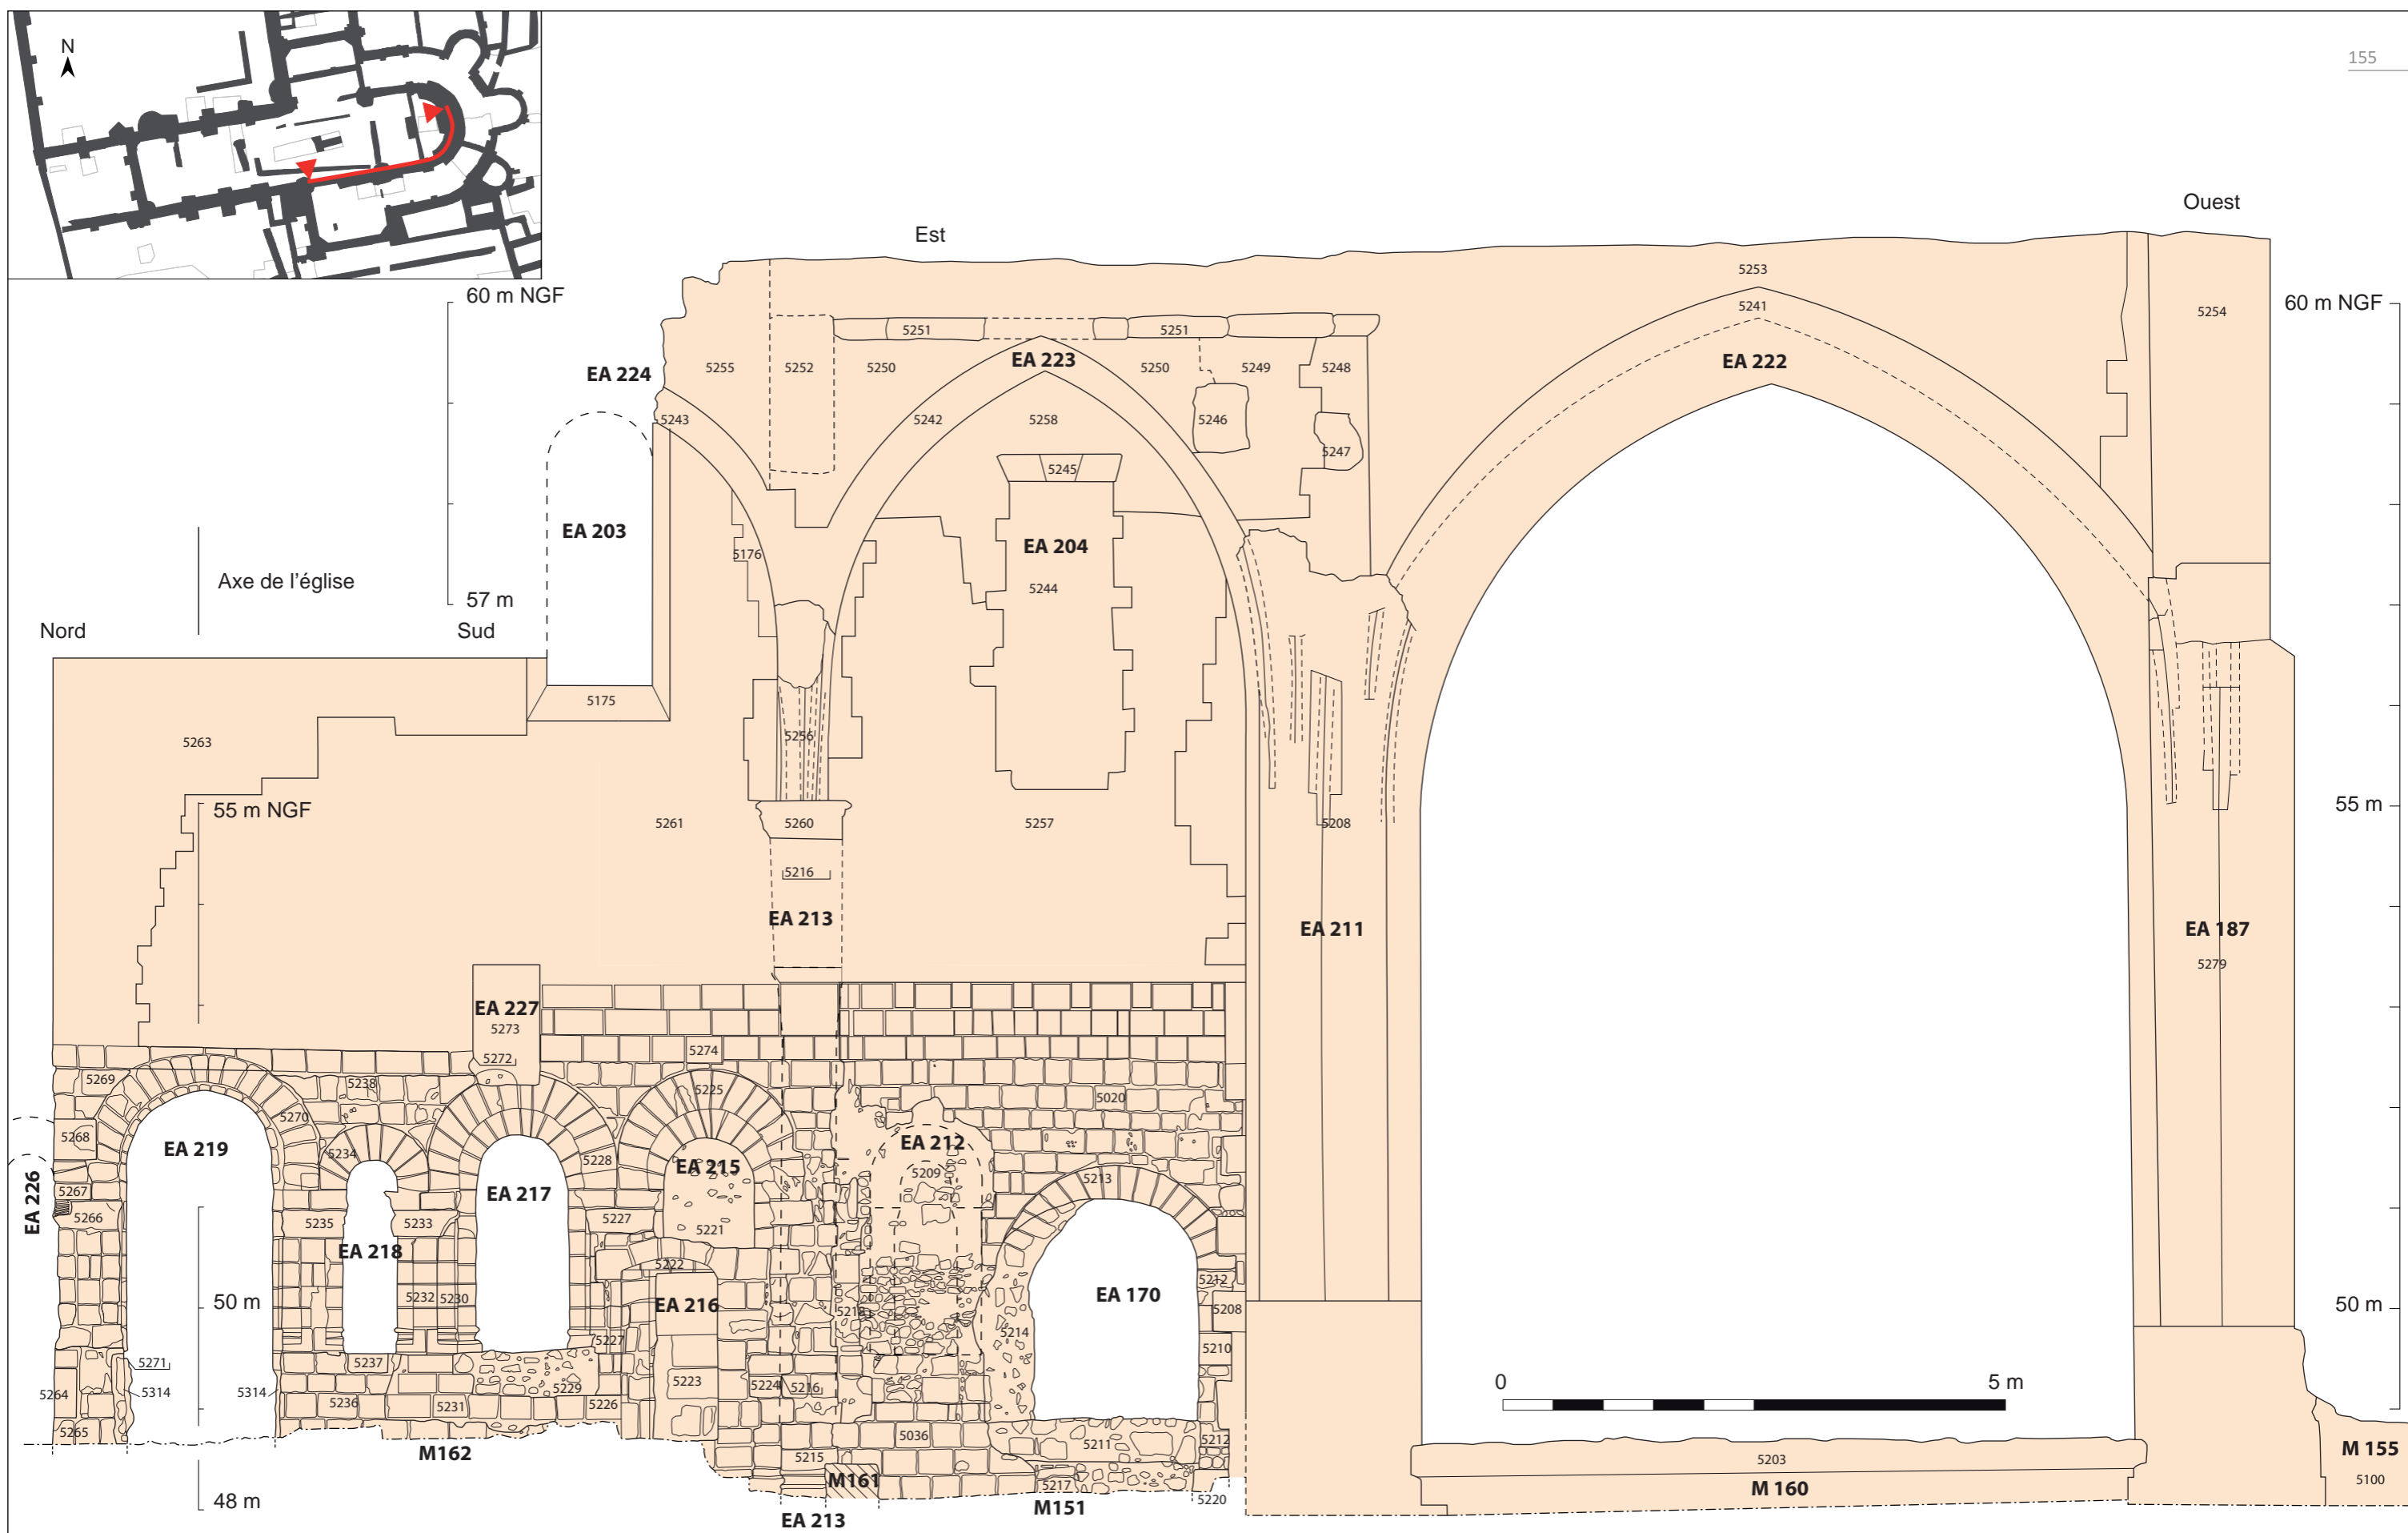 N
155
Est
Ouest
60 m NGF
60 m NGF
5253
5241
5254
5251
5251
EA 223
EA 222
EA 224
5255
5252
5250
5250
5249
5248
5243
5242
5258
5246
5247
5245
EA 203
EA 204
5176
5244
Axe de l'église
57 m
Nord
Sud
5175
5263
5256
55 m NGF
55 m
5261
5260
5257
5208
5216
EA 213
EA 211
EA 187
5279
EA 227
5273
5272
5274
5269
5238
5225
5020
5270
5268
EA 219
5234
5228
EA 215
EA 212
5209
5213
EA 226
5267
5266
EA 217
5235
5233
5227
5221
EA 218
5222
5212
5232
5230
EA 216
5218
EA 170
5208
50 m
50 m
5227
5214
5210
5271
5237
5264
5314
5314
5229
5223
5224
5216
0
5 m
5236
5231
5226
5265
5036
5211
5212
M162
5215
M161
5217
5203
M 155
M 160
5100
48 m
EA 213
M151
5220